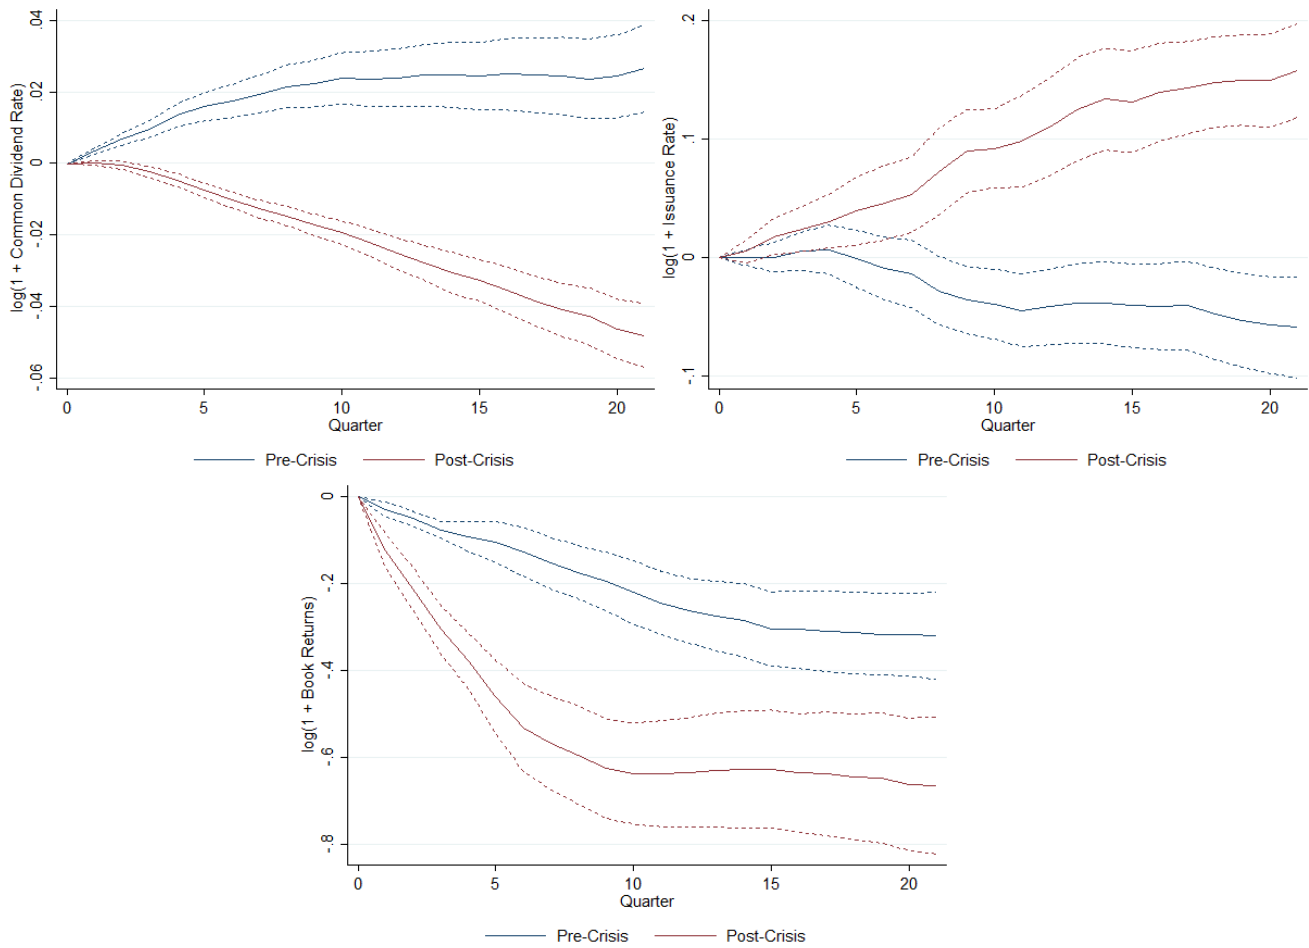 log(1 + Common Dividend Rate)
.04
.02
0
-.02
-.04
-.06
0 5 10 15 20
Quarter
Pre-Crisis Post-Crisis
log(1 + Issuance Rate)
.2
.1
0
-.1
0 5 10 15 20
Quarter
Pre-Crisis Post-Crisis
log(1 + Book Returns)
0
-.2
-.4
-.6
-.8
0 5 10 15 20
Quarter
Pre-Crisis Post-Crisis